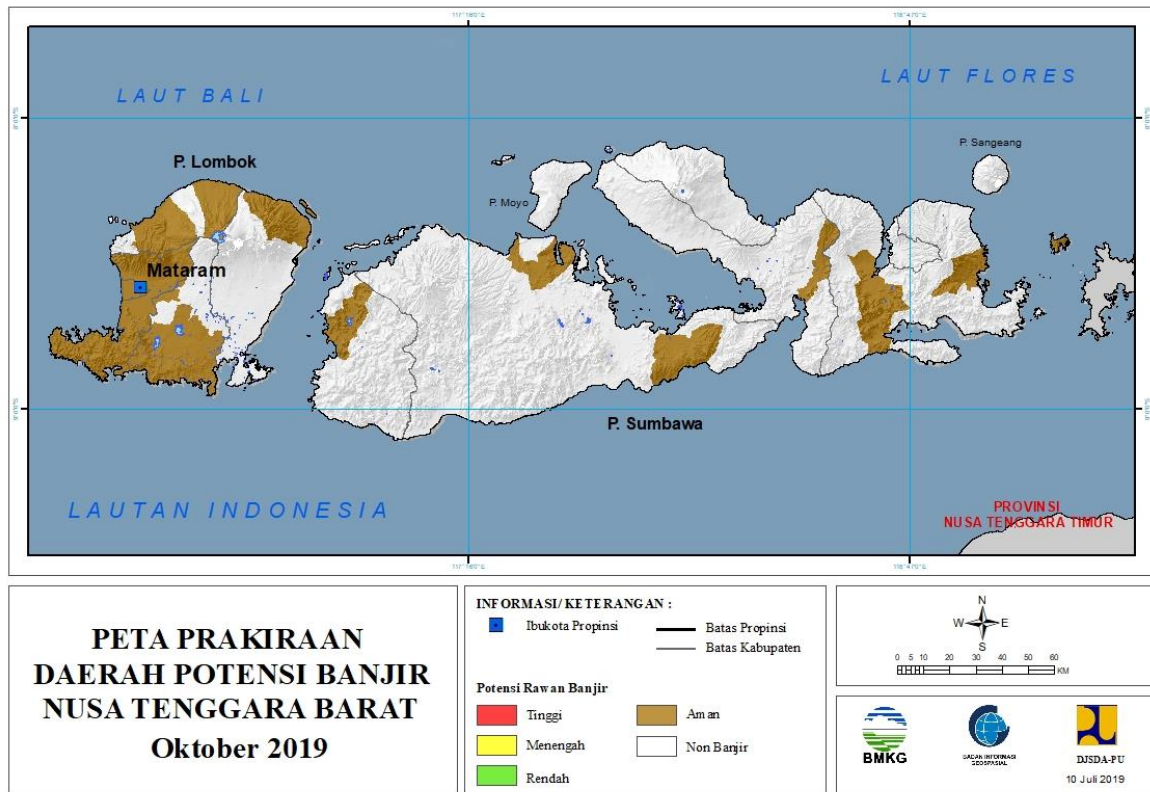 LAUT BALI
LAUT FLORES
P. Lombok
P. Moyo
P. Sangeang
Mataram
P. Sumbawa
LAUTAN INDONESIA
PROVINSI
NUSA TENGGARA TIMUR
PETA PRAKIRAAN
DAERAH POTENSI BANJIR
NUSA TENGGARA BARAT
Oktober 2019
INFORMASI/ KETERANGAN :
Ibukota Propinsi
Batas Propinsi
Batas Kabupaten
Potensi Rawan Banjir
Tinggi
Menengah
Rendah
Aman
Non Banjir
N
W
E
S
0 5 10 20 30 40 50 60
KM
BMKG
BADAN INFORMASI
GEOSPASIAL
DJSDA-PU
10 Juli 2019